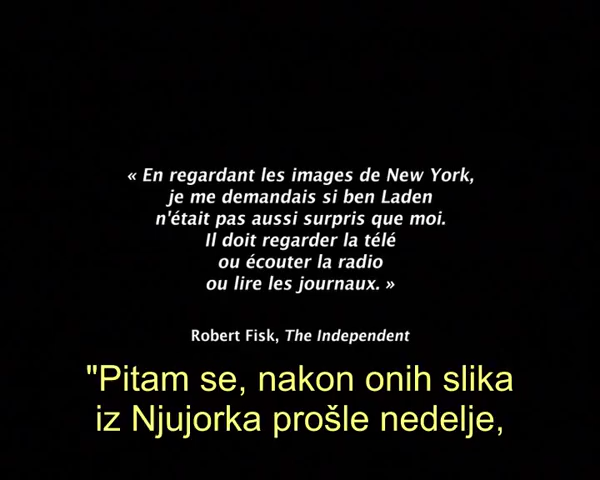 « En regardant les images de New York,
je me demandais si ben Laden
n'était pas aussi surpris que moi.
Il doit regarder la télé
ou écouter la radio
ou lire les journaux. »
Robert Fisk, The Independent
"Pitam se, nakon onih slika
iz Njujorka prošle nedelje,